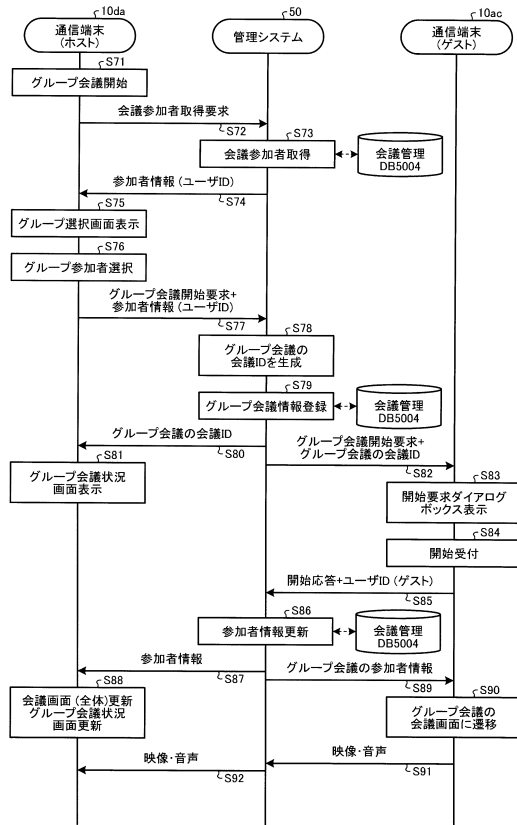 10da
通信端末
(ホスト)
50
管理システム
10ac
通信端末
(ゲスト)
S71
グループ会議開始
会議参加者取得要求
S72
S73
会議参加者取得
会議管理
DB5004
参加者情報(ユーザID)
S74
S75
グループ選択画面表示
S76
グループ参加者選択
グループ会議開始要求+
参加者情報(ユーザID)
S77
S78
グループ会議の
会議IDを生成
S79
グループ会議情報登録
会議管理
DB5004
グループ会議の会議ID
S80
S81
グループ会議状況
画面表示
グループ会議開始要求+
グループ会議の会議ID
S82
S83
開始要求ダイアログ
ボックス表示
S84
開始受付
開始応答+ユーザID(ゲスト)
S85
S86
参加者情報更新
会議管理
DB5004
参加者情報
S87
S88
会議画面(全体)更新
グループ会議状況
画面更新
グループ会議の参加者情報
S89
S90
グループ会議の
会議画面に遷移
映像・音声
S91
映像・音声
S92